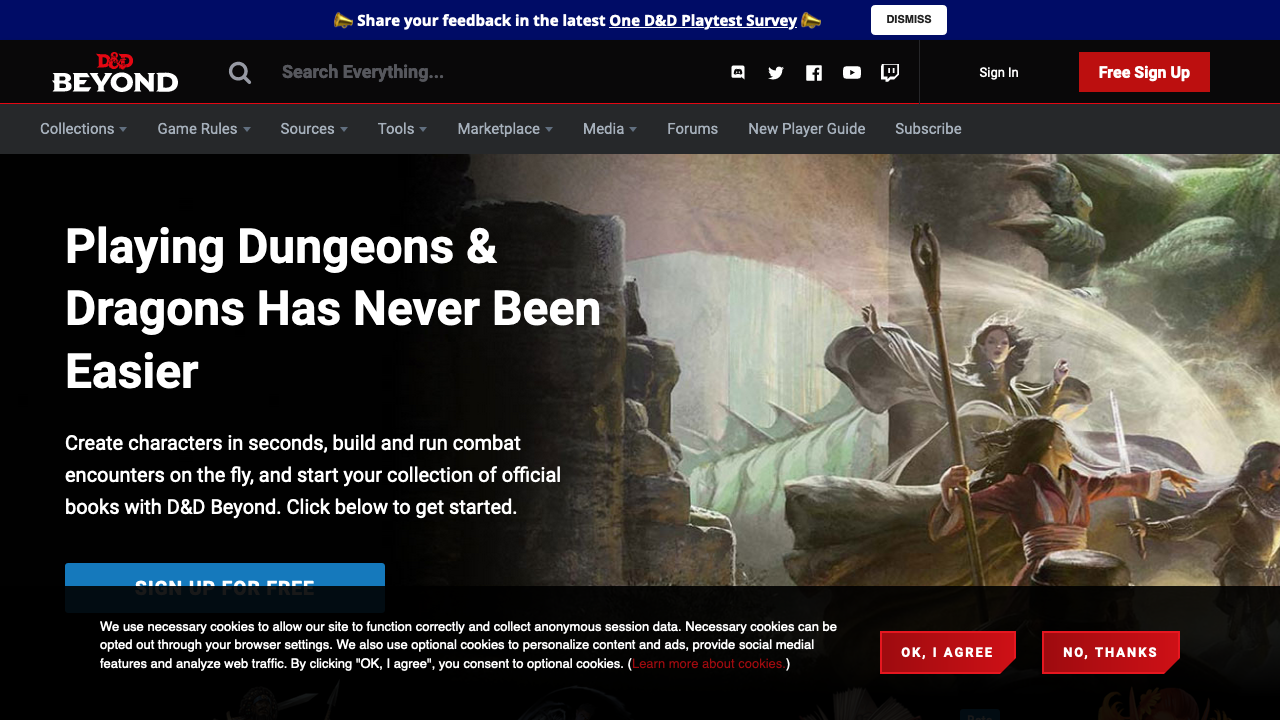 Share your feedback in the latest One D&D Playtest Survey
DISMISS
D&D
BEYOND
Search Everything...
Sign In
Free Sign Up
Collections
Game Rules
Sources
Tools
Marketplace
Media
Forums
New Player Guide
Subscribe
Playing Dungeons &
Dragons Has Never Been
Easier
Create characters in seconds, build and run combat
encounters on the fly, and start your collection of official
books with D&D Beyond. Click below to get started.
SIGN UP FOR FREE
We use necessary cookies to allow our site to function correctly and collect anonymous session data. Necessary cookies can be
opted out through your browser settings. We also use optional cookies to personalize content and ads, provide social medial
features and analyze web traffic. By clicking "OK, I agree", you consent to optional cookies. (Learn more about cookies.)
OK, I AGREE
NO, THANKS
Beta